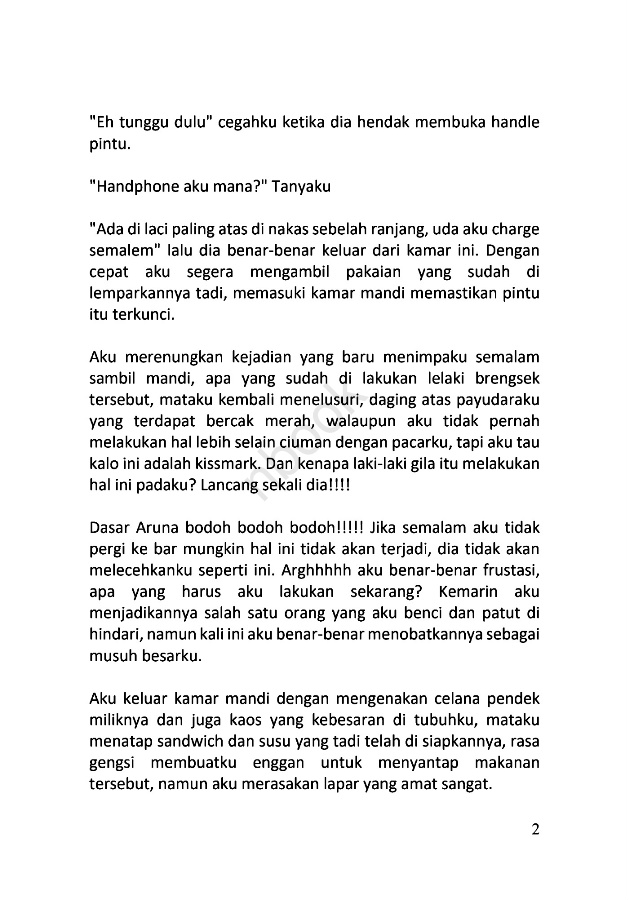 "Eh tunggu dulu" cegahku ketika dia hendak membuka handle
pintu.
"Handphone aku mana?" Tanyaku
"Ada di laci paling atas di nakas sebelah ranjang, uda aku charge
semalem" lalu dia benar-benar keluar dari kamar ini. Dengan
cepat aku segera mengambil pakaian yang sudah di
lemparkannya tadi, memasuki kamar mandi memastikan pintu
itu terkunci.
Aku merenungkan kejadian yang baru menimpaku semalam
sambil mandi, apa yang sudah di lakukan lelaki brengsek
tersebut, mataku kembali menelusuri, daging atas payudaraku
yang terdapat bercak merah, walaupun aku tidak pernah
melakukan hal lebih selain ciuman dengan pacarku, tapi aku tau
kalo ini adalah kissmark. Dan kenapa laki-laki gila itu melakukan
hal ini padaku? Lancang sekali dia!!!!
Dasar Aruna bodoh bodoh bodoh!!!!! Jika semalam aku tidak
pergi ke bar mungkin hal ini tidak akan terjadi, dia tidak akan
melecehkanku seperti ini. Arghhhhh aku benar-benar frustasi,
apa yang harus aku lakukan sekarang? Kemarin aku
menjadikannya salah satu orang yang aku benci dan patut di
hindari, namun kali ini aku benar-benar menobatkannya sebagai
musuh besarku.
Aku keluar kamar mandi dengan mengenakan celana pendek
miliknya dan juga kaos yang kebesaran di tubuhku, mataku
menatap sandwich dan susu yang tadi telah di siapkannya, rasa
gengsi membuatku enggan untuk menyantap makanan
tersebut, namun aku merasakan lapar yang amat sangat.
2